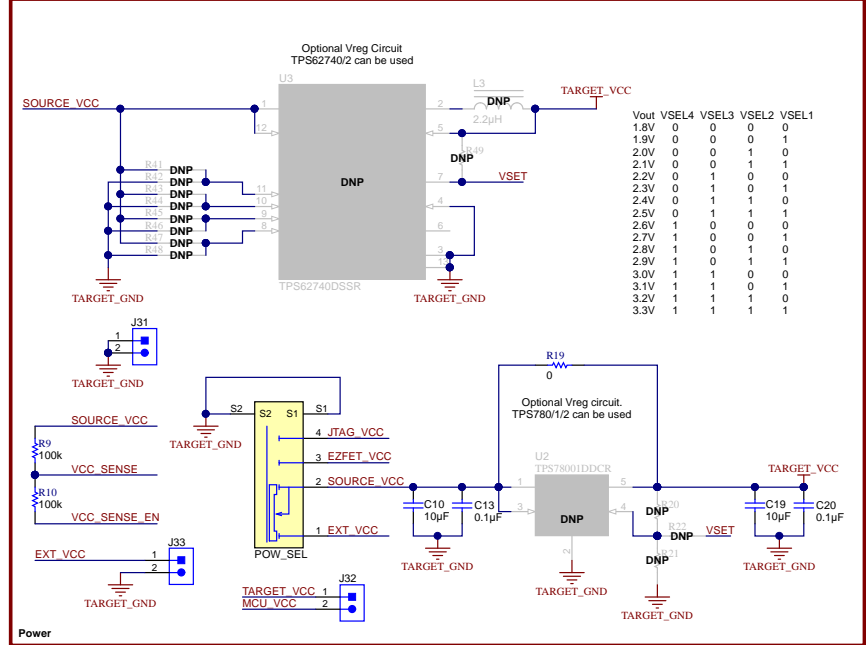 Optional Vreg Circuit
TPS62740/2 can be used
U3
SOURCE_VCC
1
12
11
10
9
8
2
5
7
4
6
3
DNP
TPS62740DSSR
L3
DNP
2.2µH
TARGET_VCC
R49
DNP
VSET
R41 DNP
R42
R43 DNP
R44
R45 DNP
R46
R47 DNP
R48 DNP
TARGET_GND
TARGET_GND
Vout VSEL4 VSEL3 VSEL2 VSEL1
1.8V 0 0 0 0
1.9V 0 0 0 1
2.0V 0 0 1 0
2.1V 0 0 1 1
2.2V 0 1 0 0
2.3V 0 1 0 1
2.4V 0 1 1 0
2.5V 0 1 1 1
2.6V 1 0 0 0
2.7V 1 0 0 1
2.8V 1 0 1 0
2.9V 1 0 1 1
3.0V 1 1 0 0
3.1V 1 1 0 1
3.2V 1 1 1 0
3.3V 1 1 1 1
J31
1
2
TARGET_GND
SOURCE_VCC
R9
100k
VCC_SENSE
R10
100k
VCC_SENSE_EN
EXT_VCC
J33
1
2
TARGET_GND
S2 S2 S1 S1
TARGET_GND
4 JTAG_VCC
3 EZFET_VCC
2 SOURCE_VCC
1 EXT_VCC
POW_SEL
J32
TARGET_VCC 1
MCU_VCC 2
C10
10µF
C13
0.1µF
TARGET_GND
R19
0
Optional Vreg circuit.
TPS780/1/2 can be used
U2
TPS78001DDCR
1
3
5
4
2
DNP
TARGET_GND
R20
DNP
R22
DNP
VSET
R21
DNP
TARGET_GND
TARGET_VCC
C19
10µF
C20
0.1µF
TARGET_GND
Power